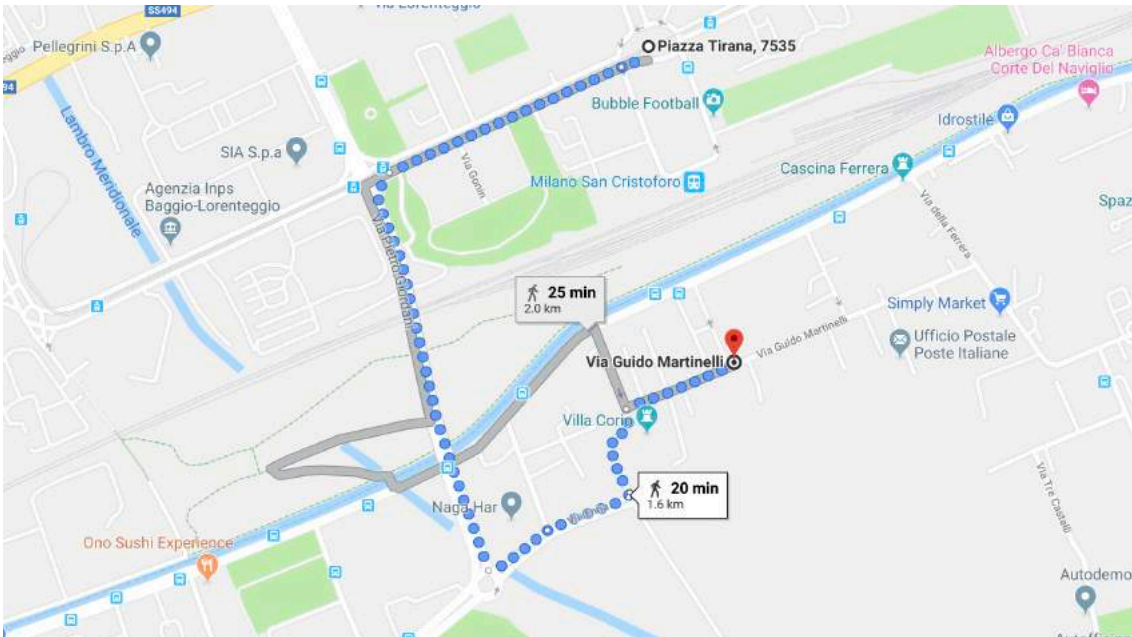 SS494
Via Lorenteggio
Pellegrini S.p.A
Piazza Tirana, 7535
Albergo Ca' Bianca
Corte Del Naviglio
94
Bubble Football
Idrostile
Lambro Meridionale
SIA S.p.a
Via Gonin
Cascina Ferrera
Milano San Cristoforo
Agenzia Inps
Baggio-Lorenteggio
Spaz
Via Pietro Giordani
Via della Ferrera
25 min
2.0 km
Simply Market
Via Guido Martinelli
Via Guido Martinelli
Ufficio Postale
Poste Italiane
Villa Corio
20 min
1.6 km
Naga Har
Via Tre Castelli
Ono Sushi Experience
Autodemo